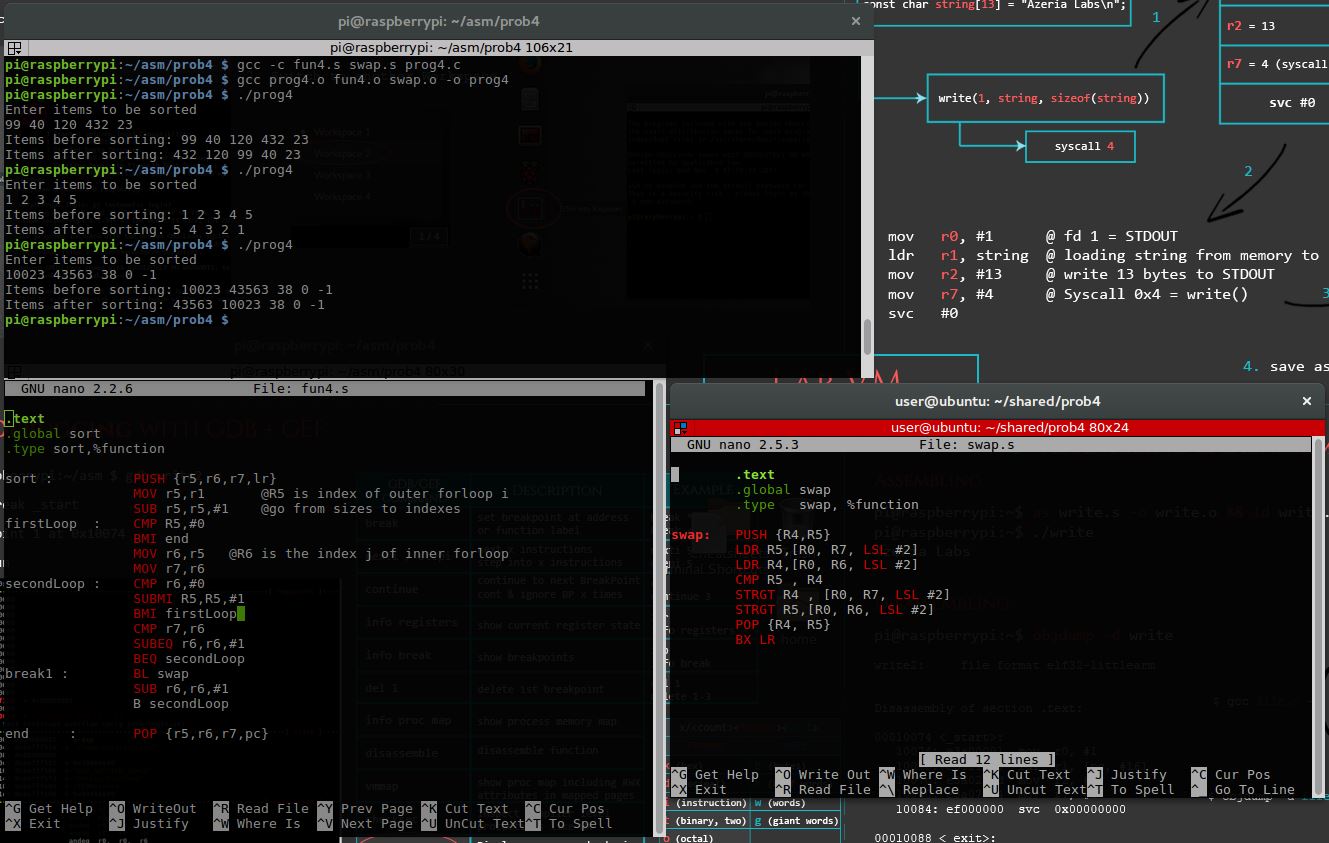 const char string[13] = "Azeria Labs\n";
1
r2 = 13
r7 = 4 (syscall
write(1, string, sizeof(string))
svc #0
syscall 4
2
mov r0, #1 @ fd 1 = STDOUT
ldr r1, string @ loading string from memory to
mov r2, #13 @ write 13 bytes to STDOUT
mov r7, #4 @ Syscall 0x4 = write()
svc #0
3
4. save as
pi@raspberrypi: ~/asm/prob4
pi@raspberrypi: ~/asm/prob4 106x21
pi@raspberrypi:~/asm/prob4 $ gcc -c fun4.s swap.s prog4.c
pi@raspberrypi:~/asm/prob4 $ gcc prog4.o fun4.o swap.o -o prog4
pi@raspberrypi:~/asm/prob4 $ ./prog4
Enter items to be sorted
99 40 120 432 23
Items before sorting: 99 40 120 432 23
Items after sorting: 432 120 99 40 23
pi@raspberrypi:~/asm/prob4 $ ./prog4
Enter items to be sorted
1 2 3 4 5
Items before sorting: 1 2 3 4 5
Items after sorting: 5 4 3 2 1
pi@raspberrypi:~/asm/prob4 $ ./prog4
Enter items to be sorted
10023 43563 38 0 -1
Items before sorting: 10023 43563 38 0 -1
Items after sorting: 43563 10023 38 0 -1
pi@raspberrypi:~/asm/prob4 $
pi@raspberrypi: ~/asm/prob4
pi@raspberrypi: ~/asm/prob4 80x30
GNU nano 2.2.6 File: fun4.s
.text
.global sort
.type sort,%function
sort : PUSH {r5,r6,r7,lr}
MOV r5,r1 @R5 is index of outer forloop i
SUB r5,r5,#1 @go from sizes to indexes
firstLoop : CMP R5,#0
BMI end
MOV r6,r5 @R6 is the index j of inner forloop
MOV r7,r6
secondLoop : CMP r6,#0
SUBMI R5,R5,#1
BMI firstLoop
CMP r7,r6
SUBEQ r6,r6,#1
BEQ secondLoop
break1 : BL swap
SUB r6,r6,#1
B secondLoop
end : POP {r5,r6,r7,pc}
^G Get Help ^O WriteOut ^R Read File ^Y Prev Page ^K Cut Text ^C Cur Pos
^X Exit ^J Justify ^W Where Is ^V Next Page ^U UnCut Text ^T To Spell
user@ubuntu: ~/shared/prob4
user@ubuntu: ~/shared/prob4 80x24
GNU nano 2.5.3 File: swap.s
.text
.global swap
.type swap, %function
swap: PUSH {R4,R5}
LDR R5,[R0, R7, LSL #2]
LDR R4,[R0, R6, LSL #2]
CMP R5 , R4
STRGT R4 , [R0, R7, LSL #2]
STRGT R5,[R0, R6, LSL #2]
POP {R4, R5}
BX LR
[ Read 12 lines ]
^G Get Help ^O Write Out ^W Where Is ^K Cut Text ^J Justify ^C Cur Pos
^X Exit ^R Read File ^\ Replace ^U Uncut Text ^T To Spell ^_ Go To Line
i (instruction) w (words)
t (binary, two) g (giant words)
o (octal)
10084: ef000000 svc 0x00000000
00010088 <_exit>: